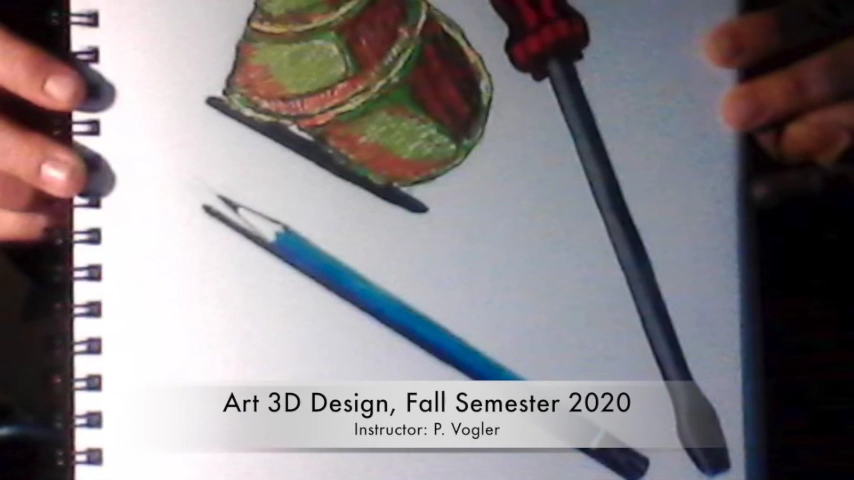 Art 3D Design, Fall Semester 2020
Instructor: P. Vogler